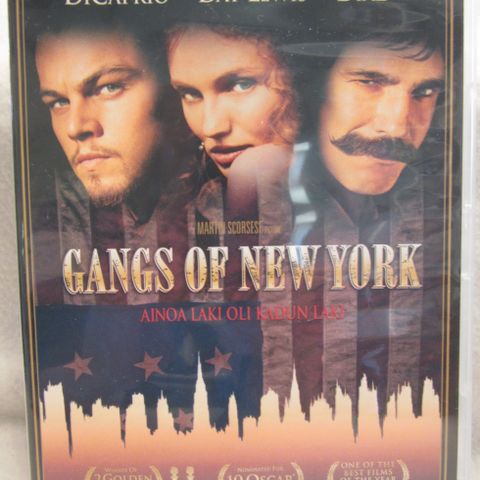 DICAPRIO DAY-LEWIS DIAZ
A MARTIN SCORSESE PICTURE
GANGS OF NEW YORK
AINOA LAKI OLI KADUN LAKI
WINNER OF
2 GOLDEN
NOMINATED FOR
10 OSCAR®
ONE OF THE
BEST FILMS
OF THE YEAR